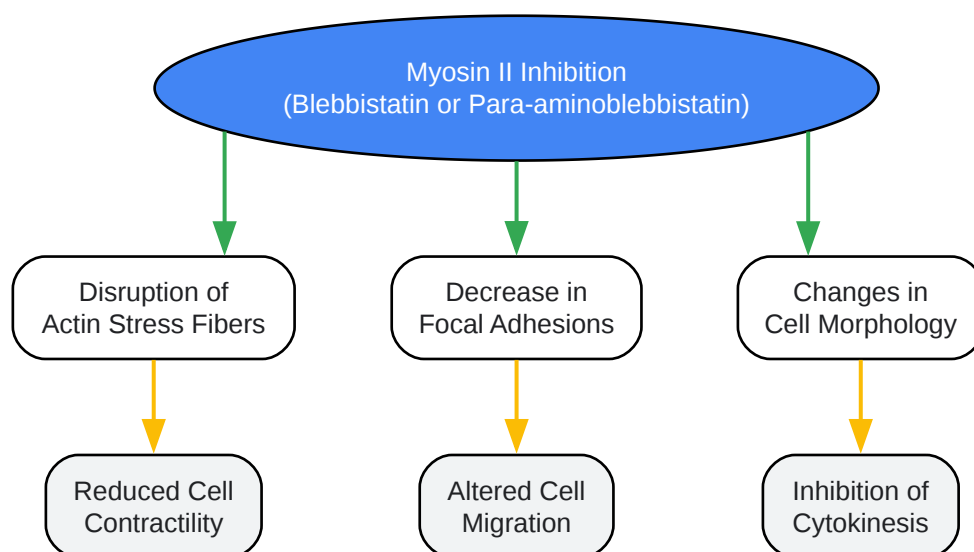 Myosin II Inhibition
(Blebbistatin or Para-aminoblebbistatin)
Disruption of
Actin Stress Fibers
Decrease in
Focal Adhesions
Changes in
Cell Morphology
Reduced Cell
Contractility
Altered Cell
Migration
Inhibition of
Cytokinesis